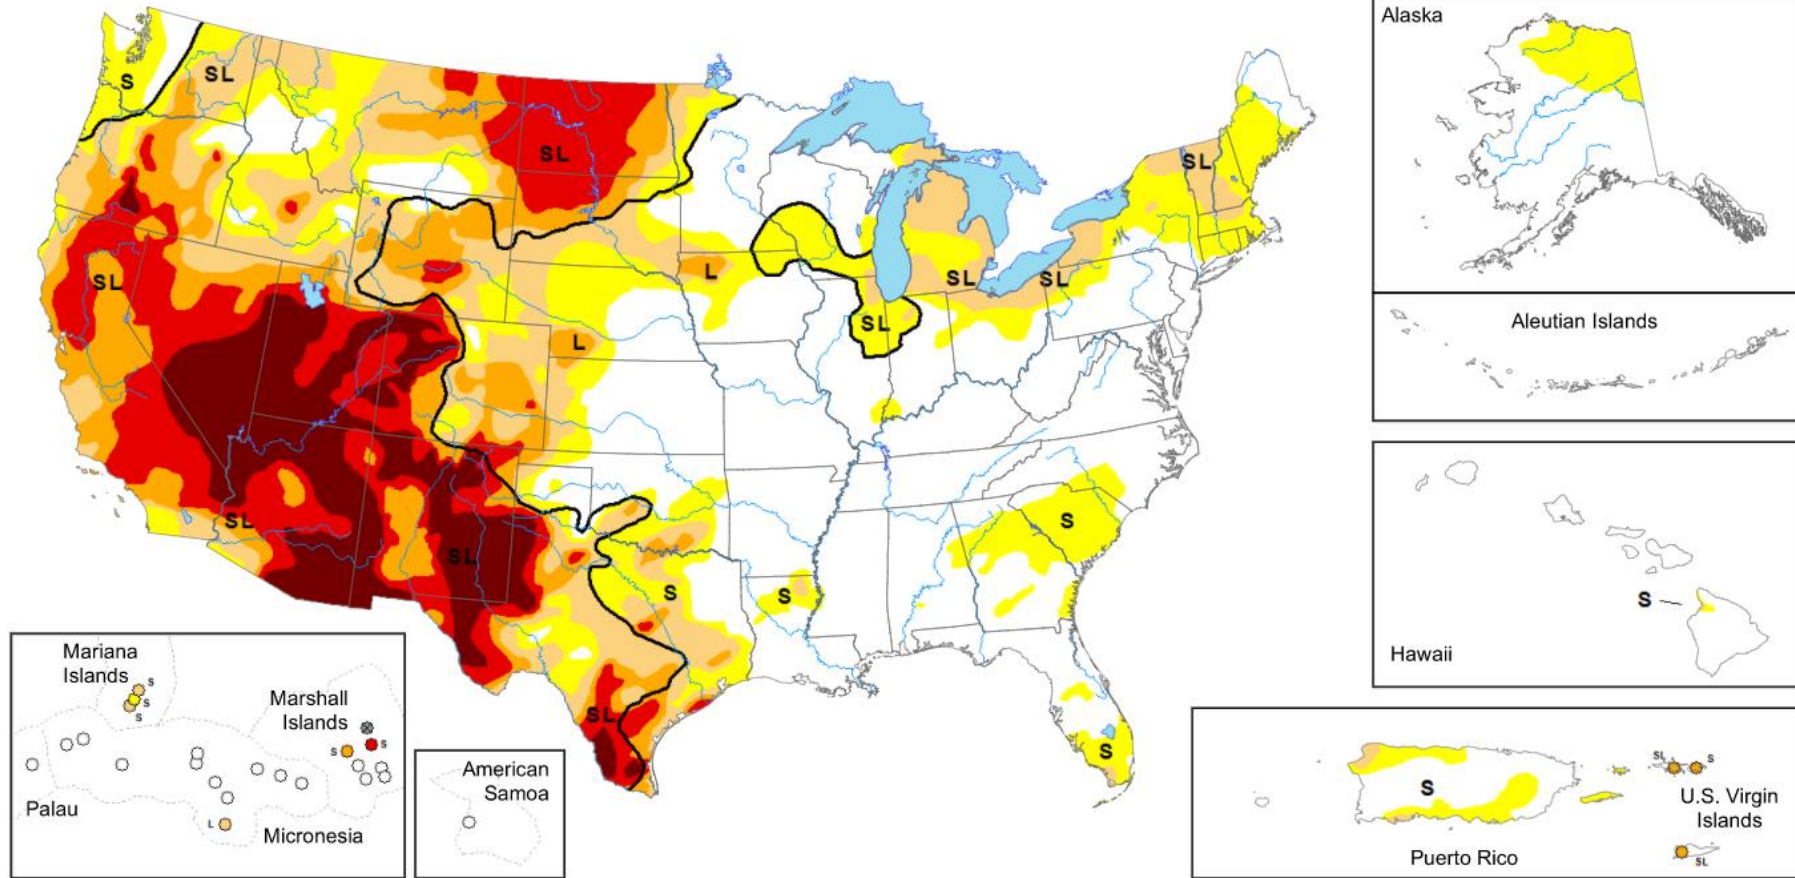 Alaska
Aleutian Islands
S
SL
SL
SL
SL
SL
SL
L
L
SL
SL
SL
S
S
S
S
SL
S
Hawaii
Mariana
Islands
S
S
S
Marshall
Islands
S
S
Palau
L
Micronesia
American
Samoa
S
SL
S
U.S. Virgin
Islands
SL
Puerto Rico